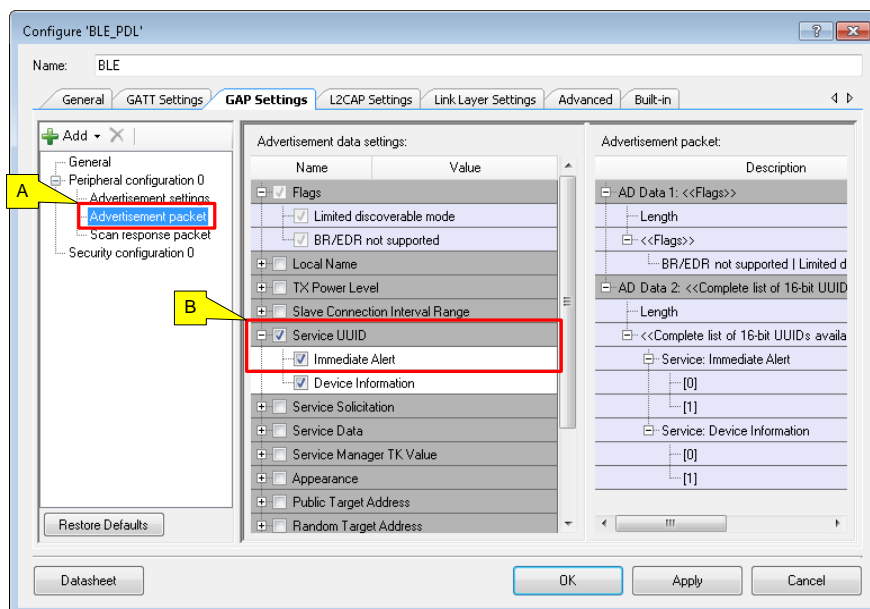 Configure 'BLE_PDL'
Name: BLE
General GATT Settings GAP Settings L2CAP Settings Link Layer Settings Advanced Built-in
Add
General
Peripheral configuration 0
Advertisement settings
Advertisement packet
Scan response packet
Security configuration 0
A
Restore Defaults
Advertisement data settings:
Name Value
Flags
Limited discoverable mode
BR/EDR not supported
Local Name
TX Power Level
Slave Connection Interval Range
B
Service UUID
Immediate Alert
Device Information
Service Solicitation
Service Data
Service Manager TK Value
Appearance
Public Target Address
Random Target Address
Advertisement packet:
Description
AD Data 1: <<Flags>>
Length
<<Flags>>
BR/EDR not supported | Limited d
AD Data 2: <<Complete list of 16-bit UUID
Length
<<Complete list of 16-bit UUIDs availa
Service: Immediate Alert
[0]
[1]
Service: Device Information
[0]
[1]
Datasheet OK Apply Cancel